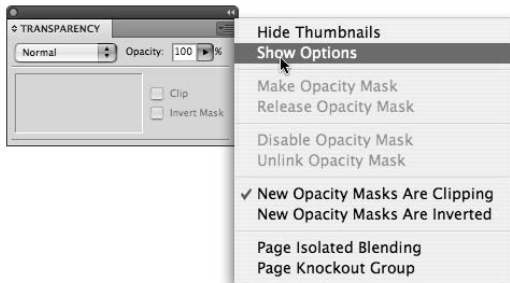 TRANSPARENCY
Normal Opacity: 100 %
Clip
Invert Mask
Hide Thumbnails
Show Options
Make Opacity Mask
Release Opacity Mask
Disable Opacity Mask
Unlink Opacity Mask
✓ New Opacity Masks Are Clipping
New Opacity Masks Are Inverted
Page Isolated Blending
Page Knockout Group